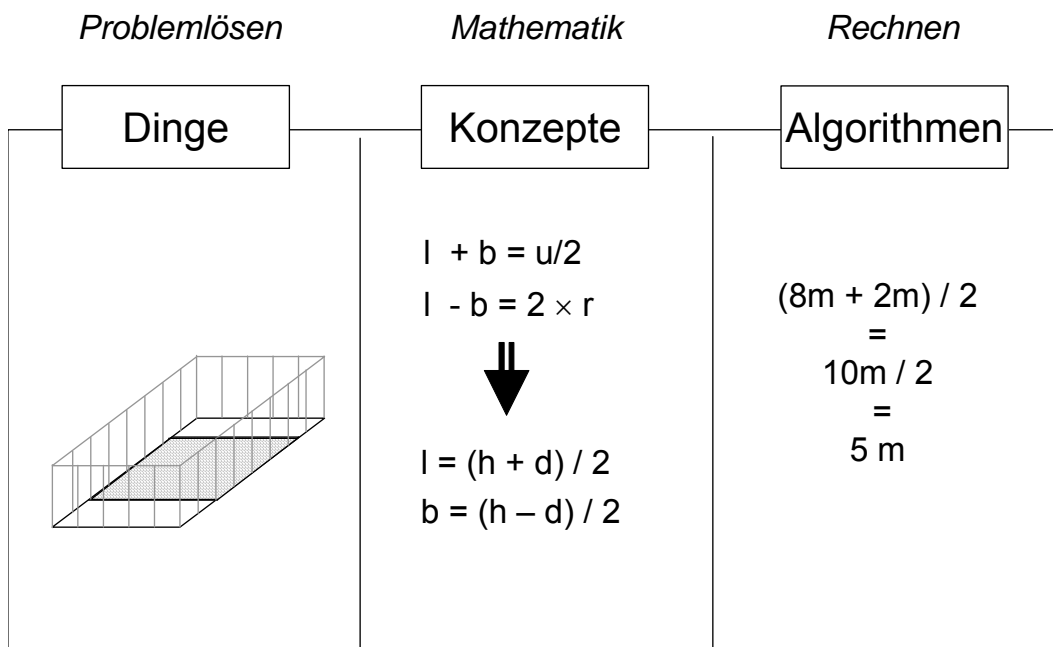 Problemlösen
Mathematik
Rechnen
Dinge
Konzepte
Algorithmen
l + b = u/2
l - b = 2 × r
l = (h + d) / 2
b = (h – d) / 2
(8m + 2m) / 2
=
10m / 2
=
5 m